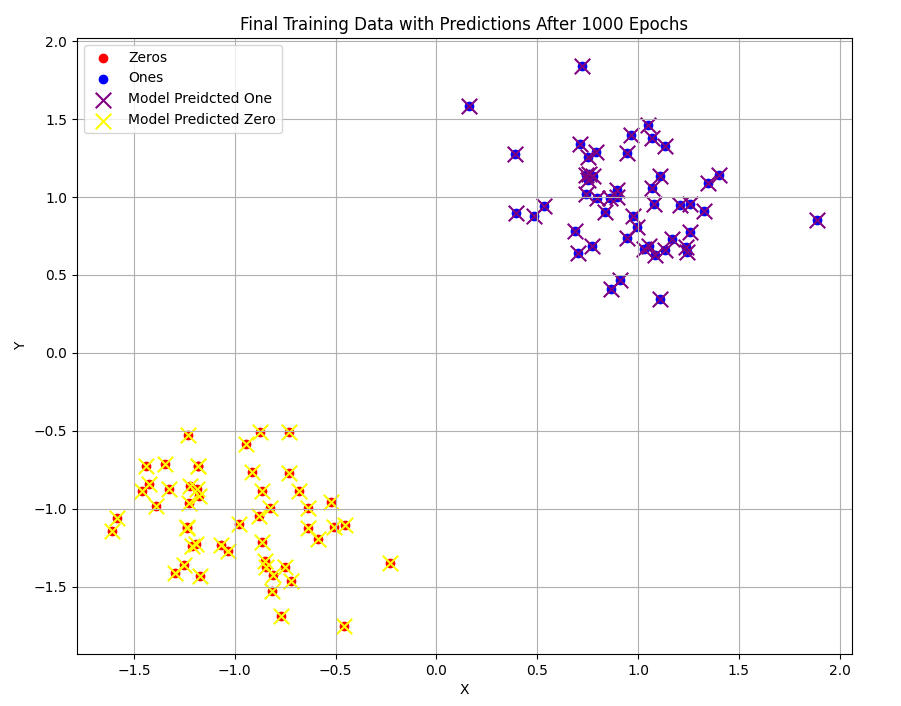 Final Training Data with Predictions After 1000 Epochs
2.0
Zeros
Ones
Model Preidcted One
Model Predicted Zero
1.5
1.0
0.5
0.0
−0.5
−1.0
−1.5
Y
−1.5 −1.0 −0.5 0.0 0.5 1.0 1.5 2.0
X